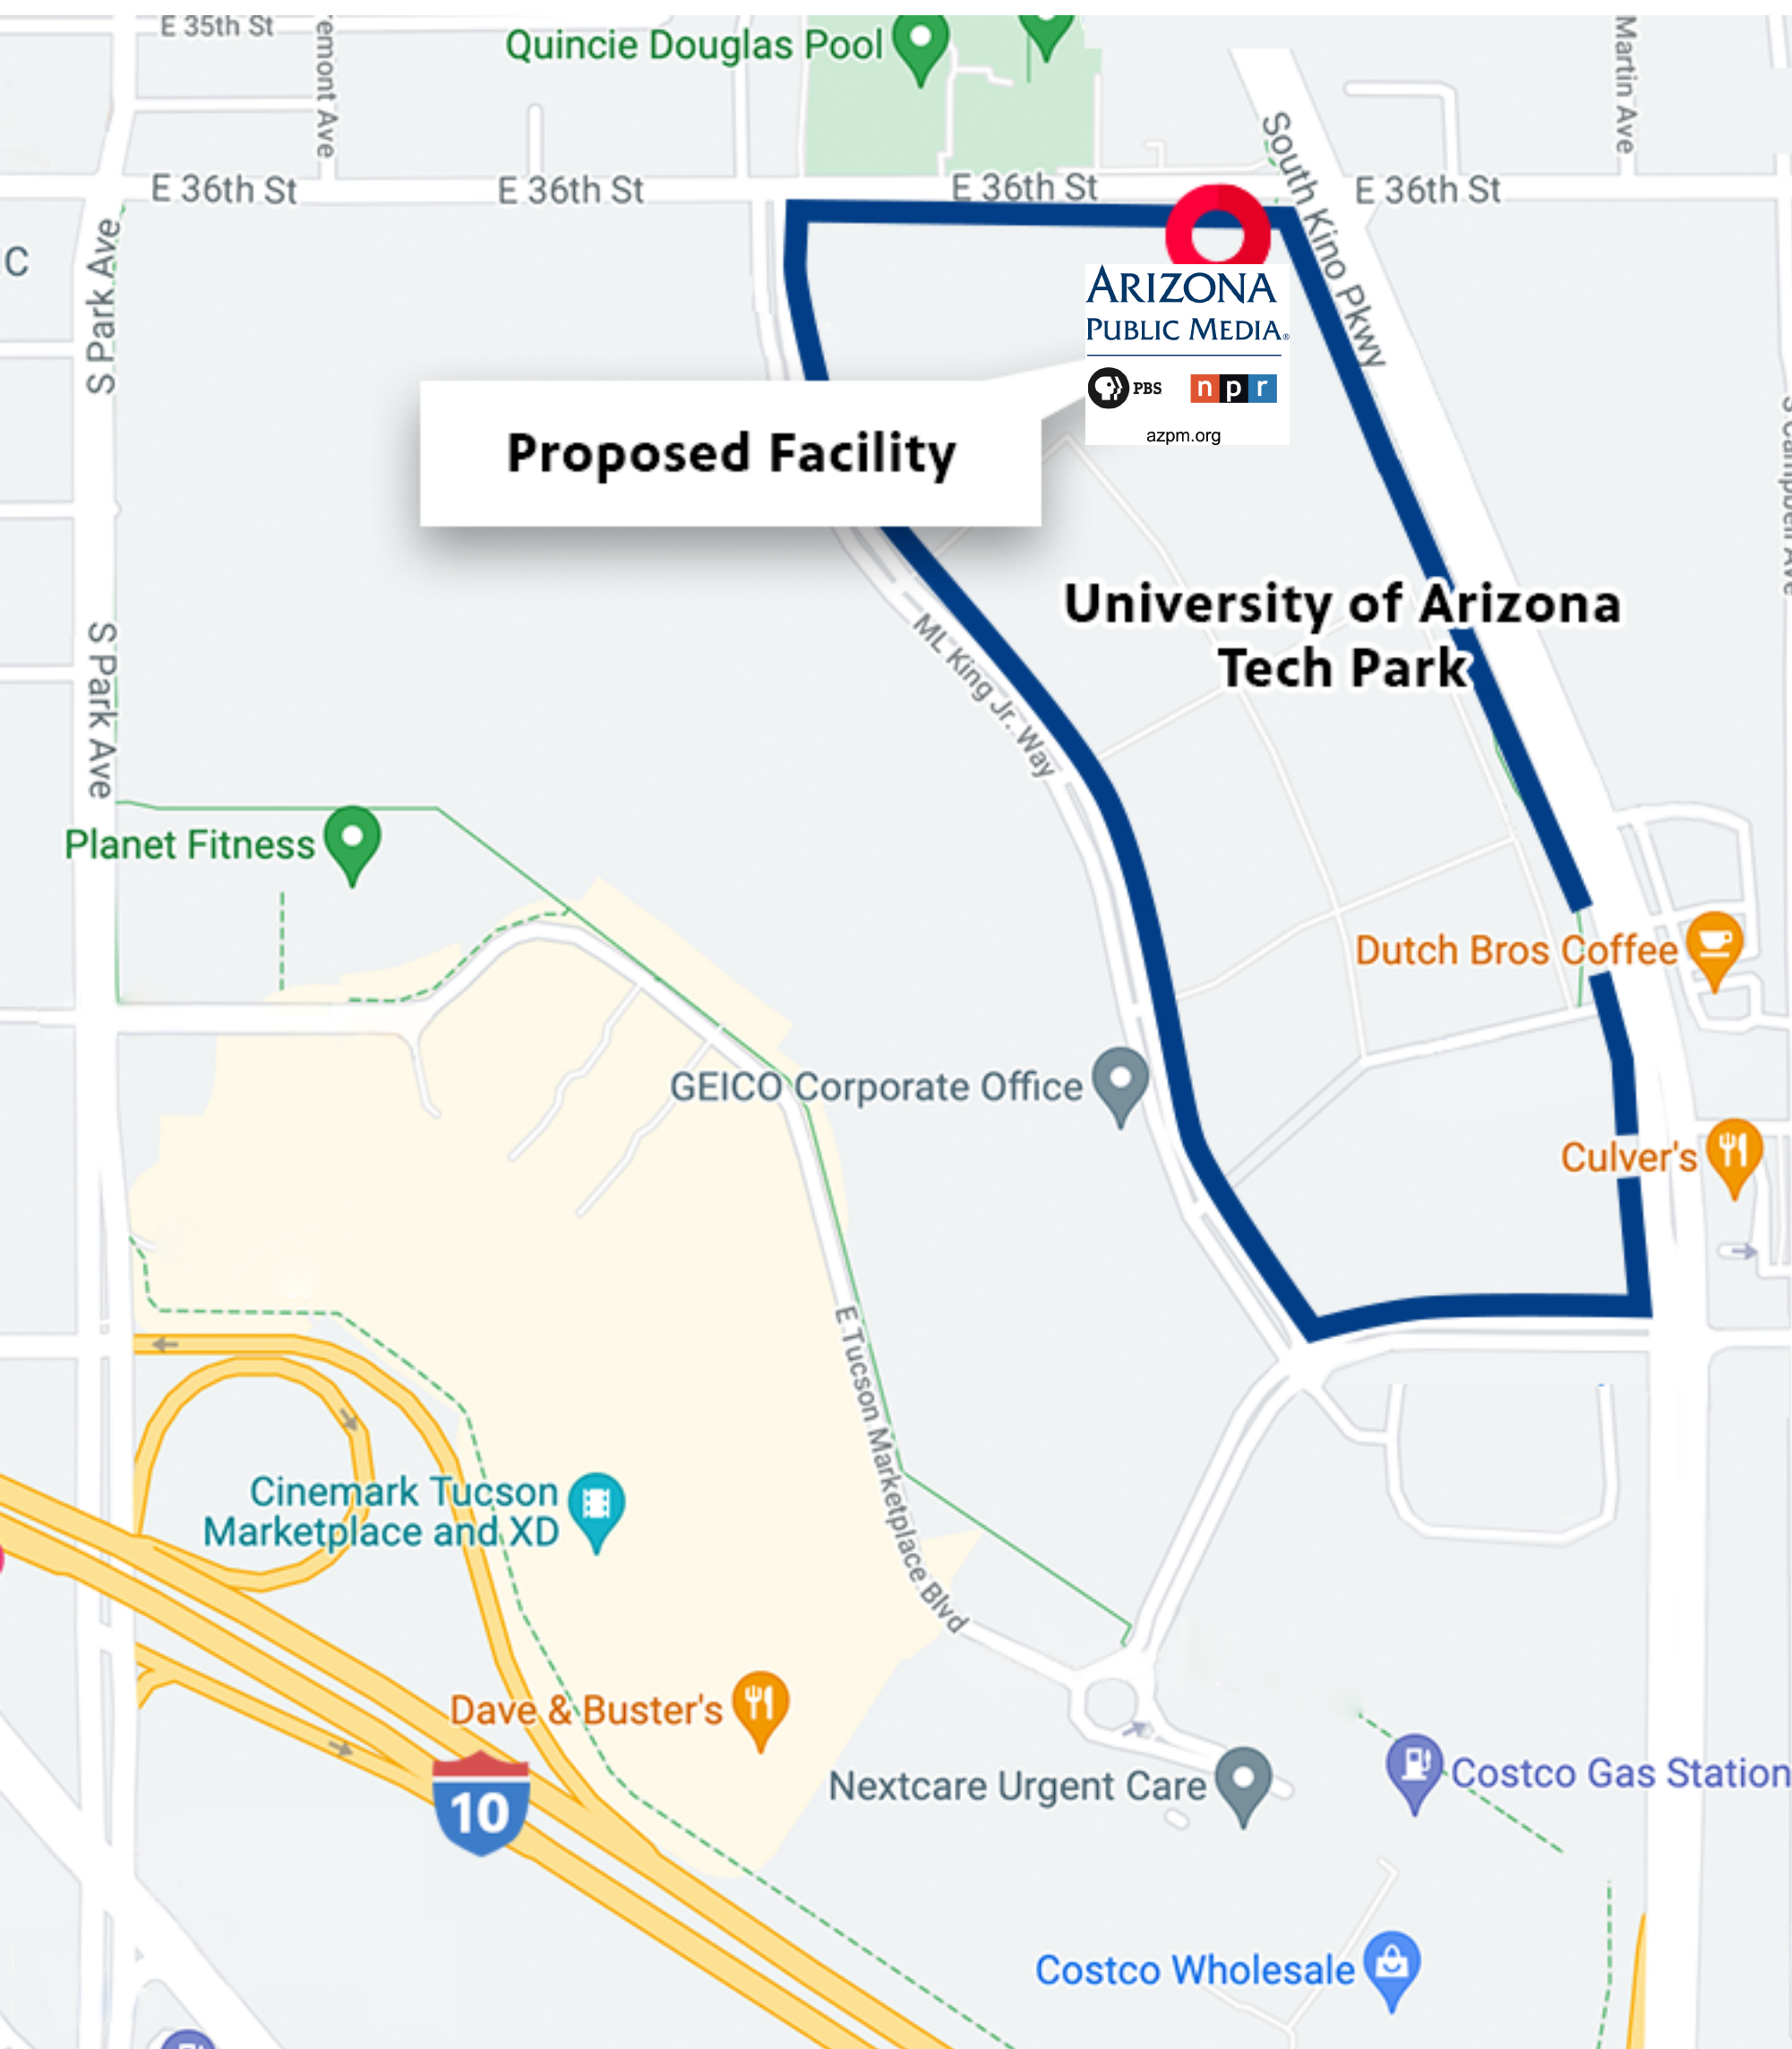 E 35th St
emont Ave
Quincie Douglas Pool
Martin Ave
South Kino Pkwy
E 36th St
E 36th St
E 36th St
E 36th St
C
S Park Ave
ARIZONA
PUBLIC MEDIA®
PBS
npr
azpm.org
Proposed Facility
S Campbell Ave
University of Arizona
Tech Park
ML King Jr. Way
S Park Ave
Planet Fitness
Dutch Bros Coffee
GEICO Corporate Office
Culver's
E Tucson Marketplace Blvd
Cinemark Tucson
Marketplace and XD
Dave & Buster's
10
Nextcare Urgent Care
Costco Gas Station
Costco Wholesale